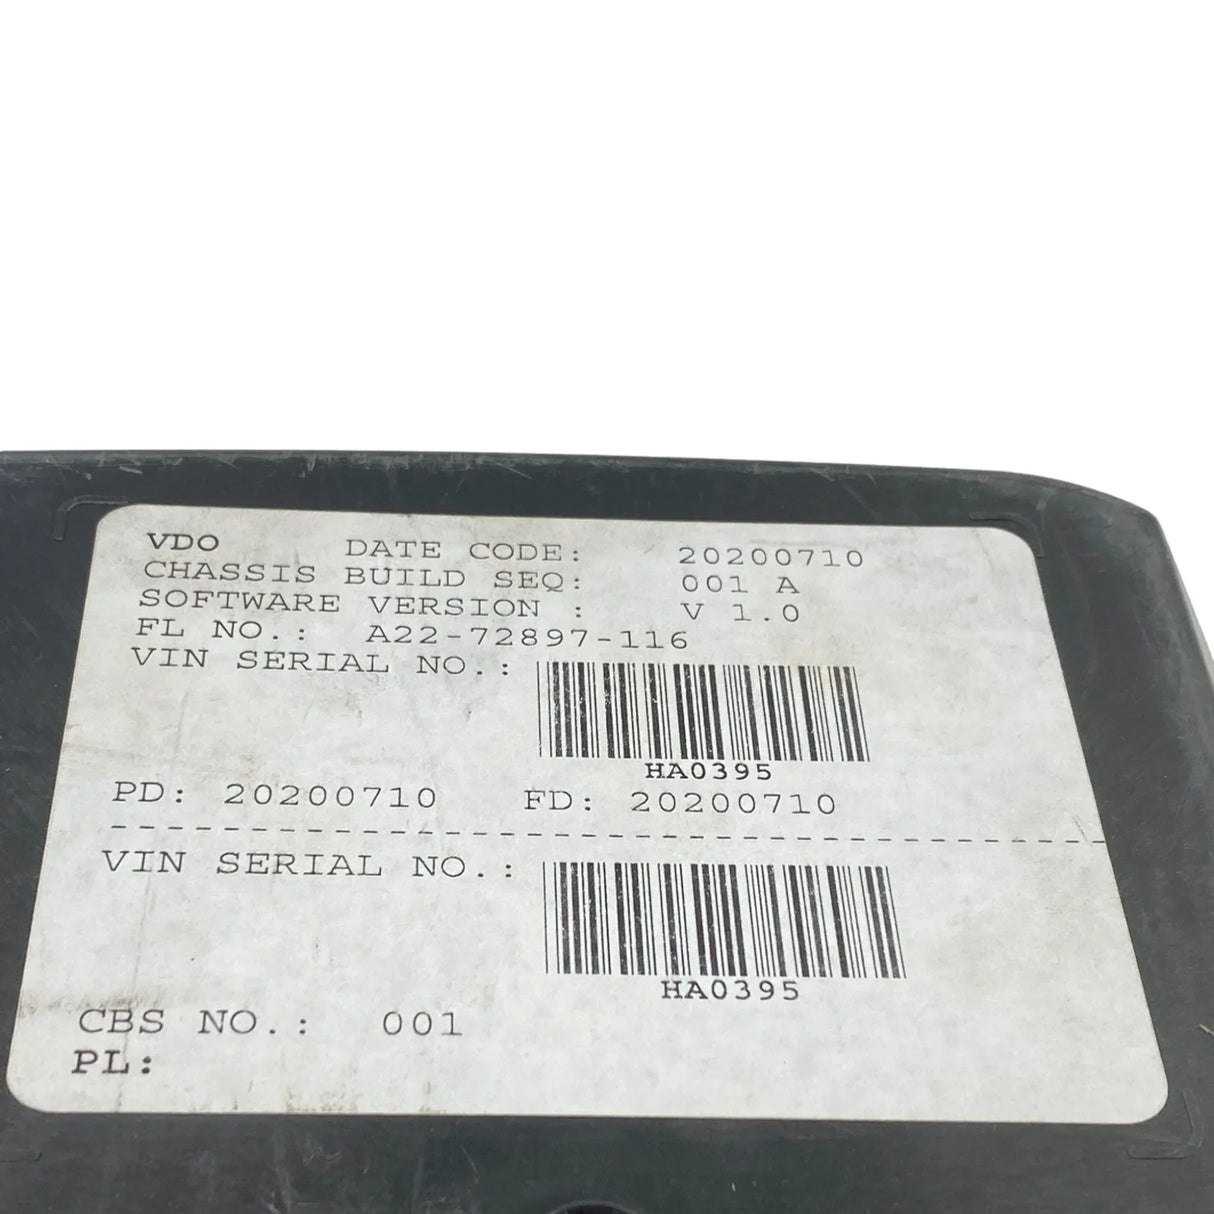 VDO DATE CODE: 20200710
CHASSIS BUILD SEQ: 001 A
SOFTWARE VERSION : V 1.0
FL NO.: A22-72897-116
VIN SERIAL NO.:
HA0395
PD: 20200710 FD: 20200710
VIN SERIAL NO.:
HA0395
CBS NO.: 001
PL: